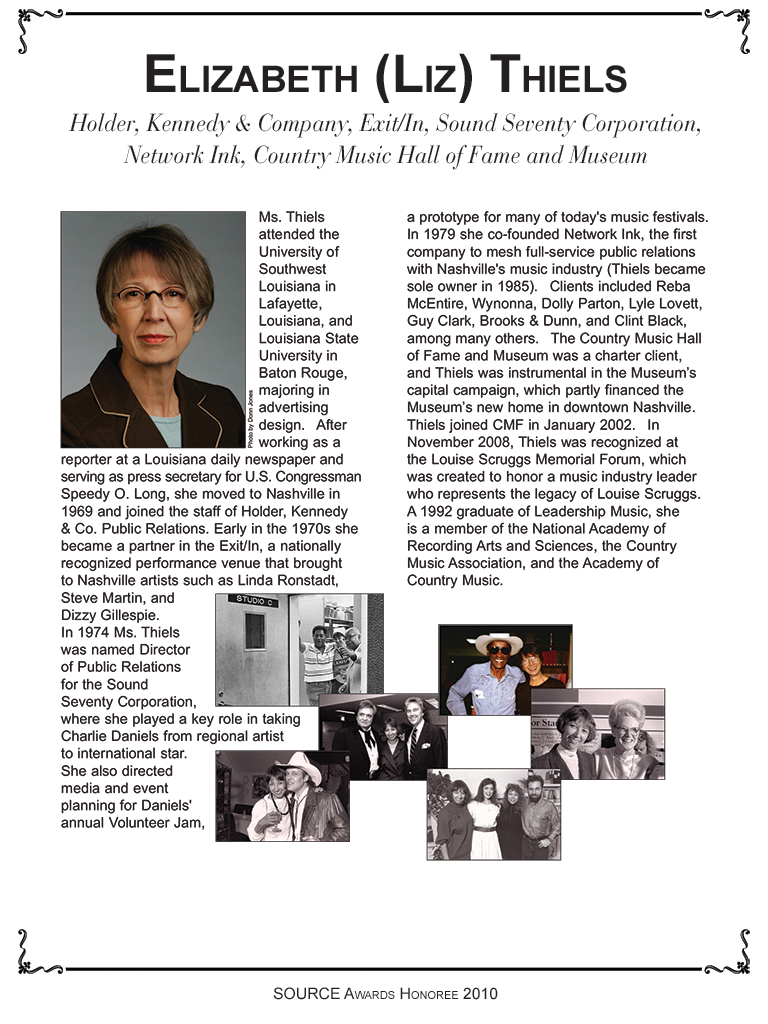 ELIZABETH (LIZ) THIELS
Holder, Kennedy & Company, Exit/In, Sound Seventy Corporation,
Network Ink, Country Music Hall of Fame and Museum
Ms. Thiels
attended the
University of
Southwest
Louisiana in
Lafayette,
Louisiana, and
Louisiana State
University in
Baton Rouge,
majoring in
advertising
design. After
working as a
Photo by Donn Jones
reporter at a Louisiana daily newspaper and
serving as press secretary for U.S. Congressman
Speedy O. Long, she moved to Nashville in
1969 and joined the staff of Holder, Kennedy
& Co. Public Relations. Early in the 1970s she
became a partner in the Exit/In, a nationally
recognized performance venue that brought
to Nashville artists such as Linda Ronstadt,
Steve Martin, and
Dizzy Gillespie.
In 1974 Ms. Thiels
was named Director
of Public Relations
for the Sound
Seventy Corporation,
where she played a key role in taking
Charlie Daniels from regional artist
to international star.
She also directed
media and event
planning for Daniels'
annual Volunteer Jam,
a prototype for many of today's music festivals.
In 1979 she co-founded Network Ink, the first
company to mesh full-service public relations
with Nashville's music industry (Thiels became
sole owner in 1985). Clients included Reba
McEntire, Wynonna, Dolly Parton, Lyle Lovett,
Guy Clark, Brooks & Dunn, and Clint Black,
among many others. The Country Music Hall
of Fame and Museum was a charter client,
and Thiels was instrumental in the Museum's
capital campaign, which partly financed the
Museum’s new home in downtown Nashville.
Thiels joined CMF in January 2002. In
November 2008, Thiels was recognized at
the Louise Scruggs Memorial Forum, which
was created to honor a music industry leader
who represents the legacy of Louise Scruggs.
A 1992 graduate of Leadership Music, she
is a member of the National Academy of
Recording Arts and Sciences, the Country
Music Association, and the Academy of
Country Music.
STUDIO C
or Sta
SOURCE AWARDS HONOREE 2010